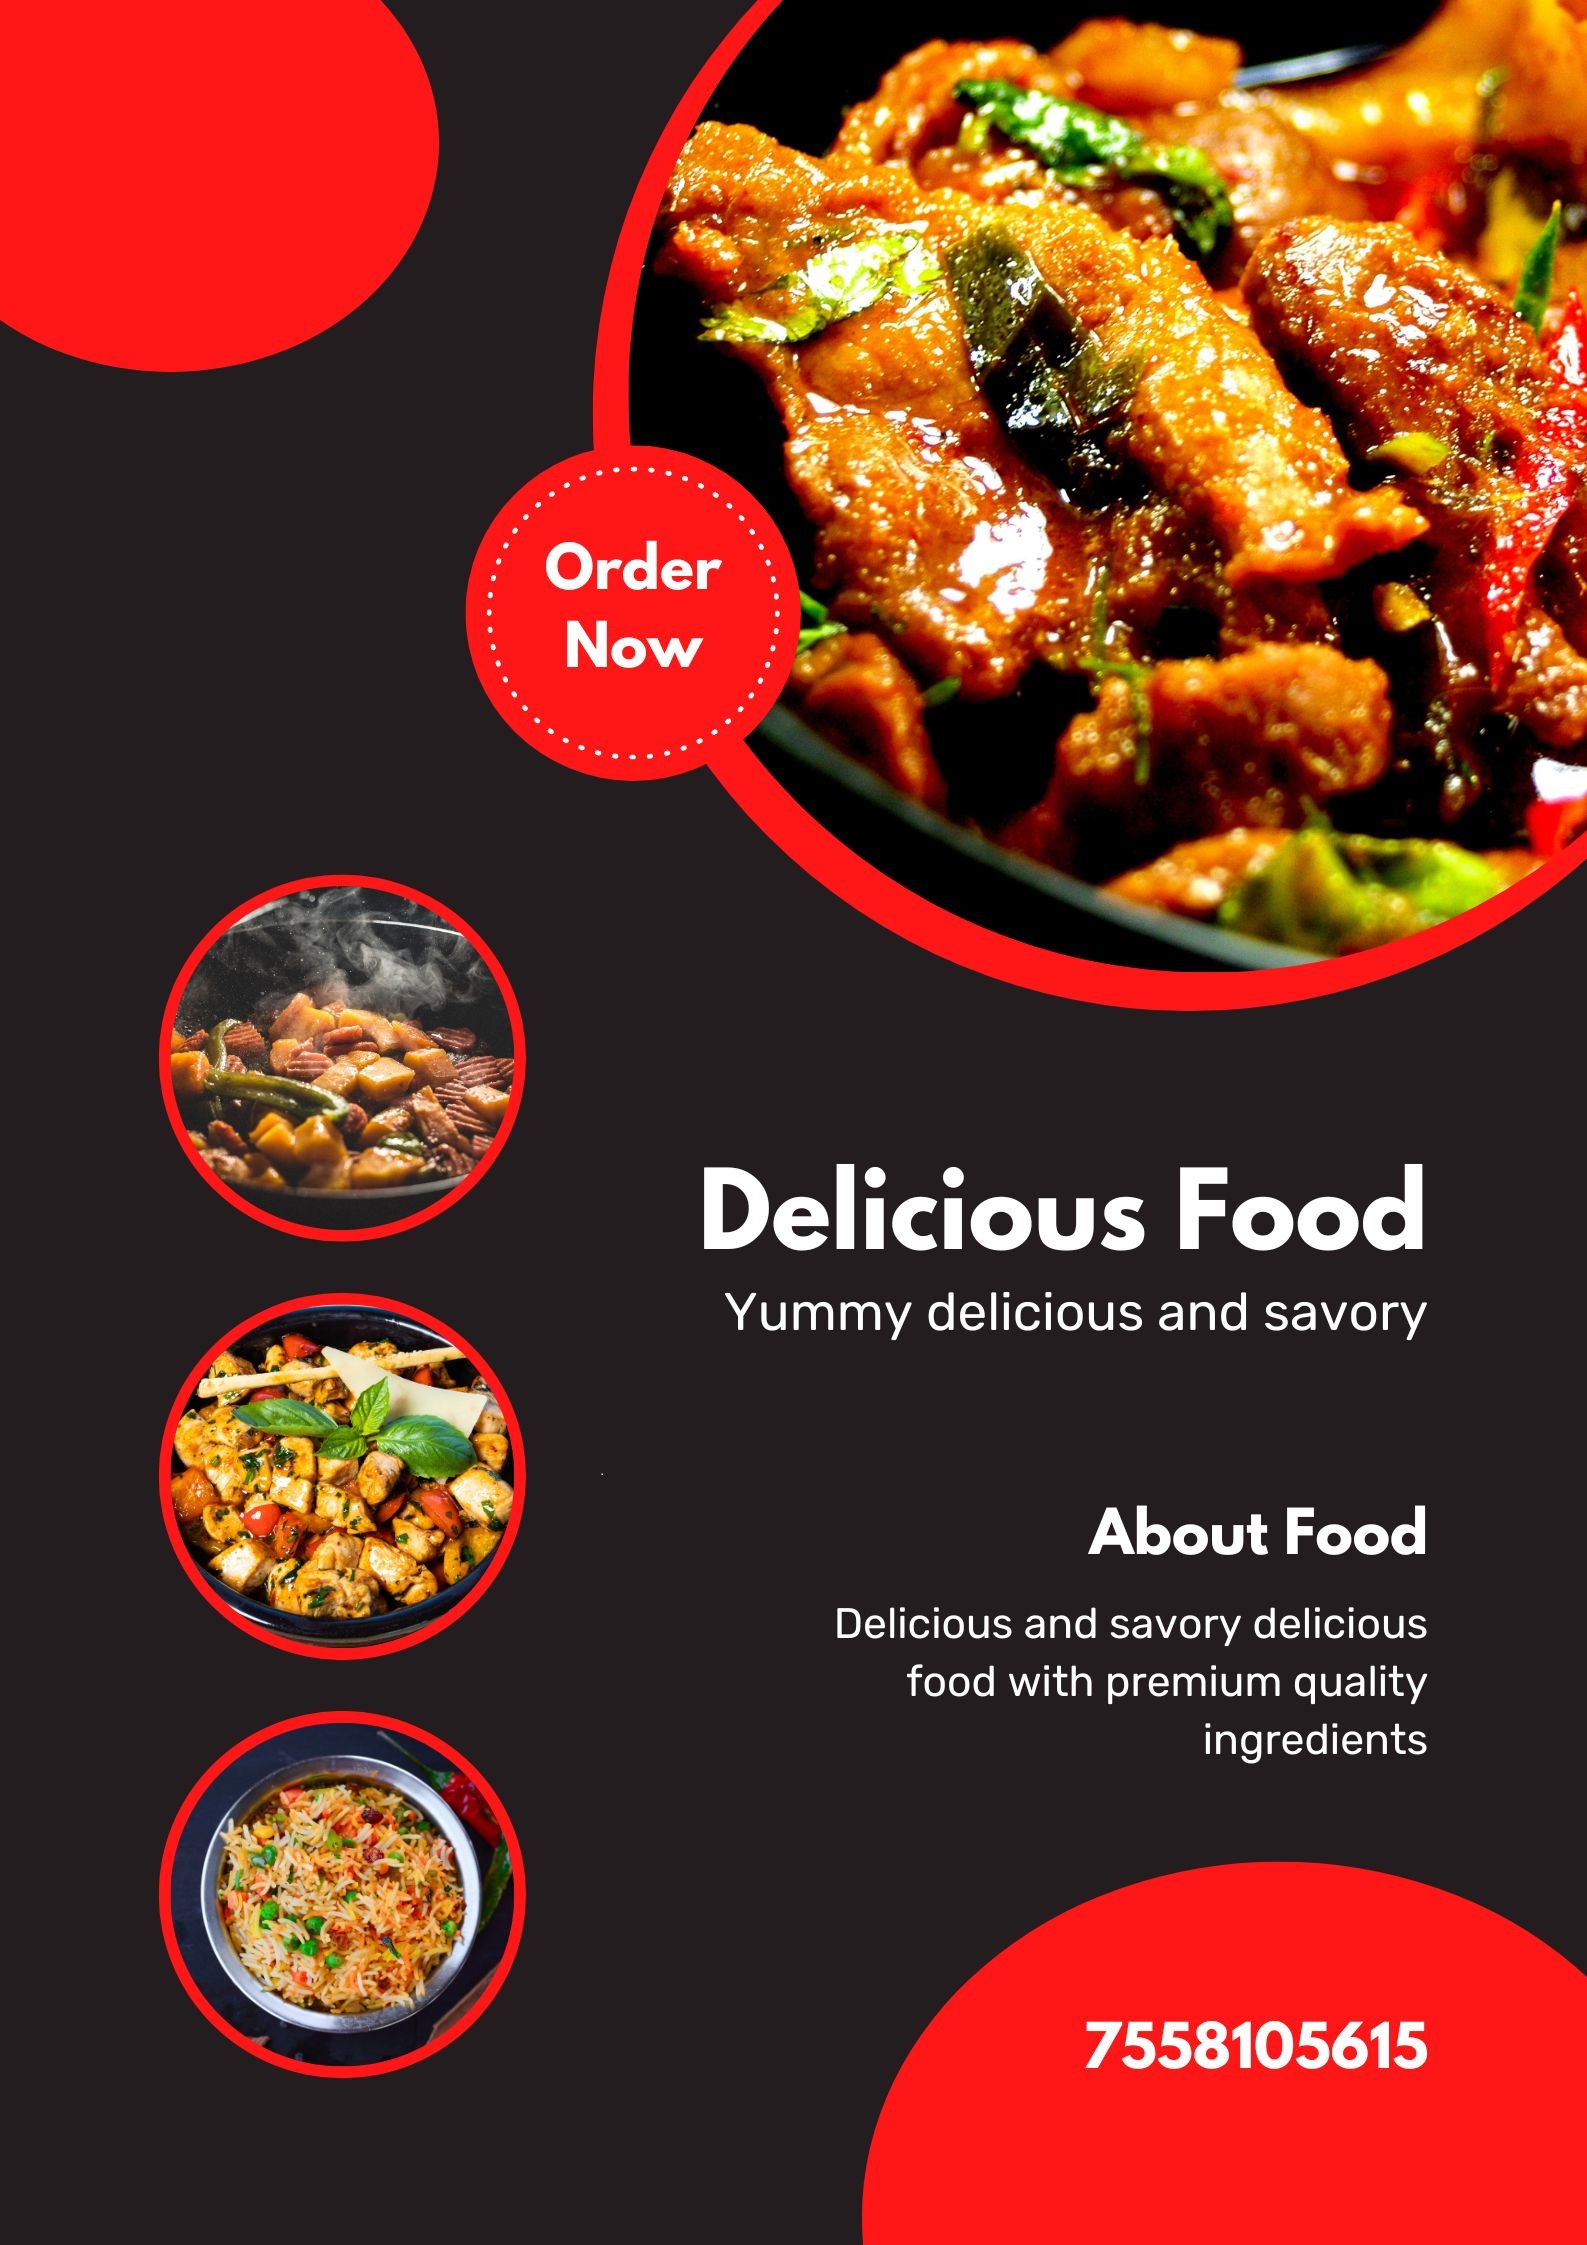 Order
Now
Delicious Food
Yummy delicious and savory
About Food
Delicious and savory delicious
food with premium quality
ingredients
7558105615